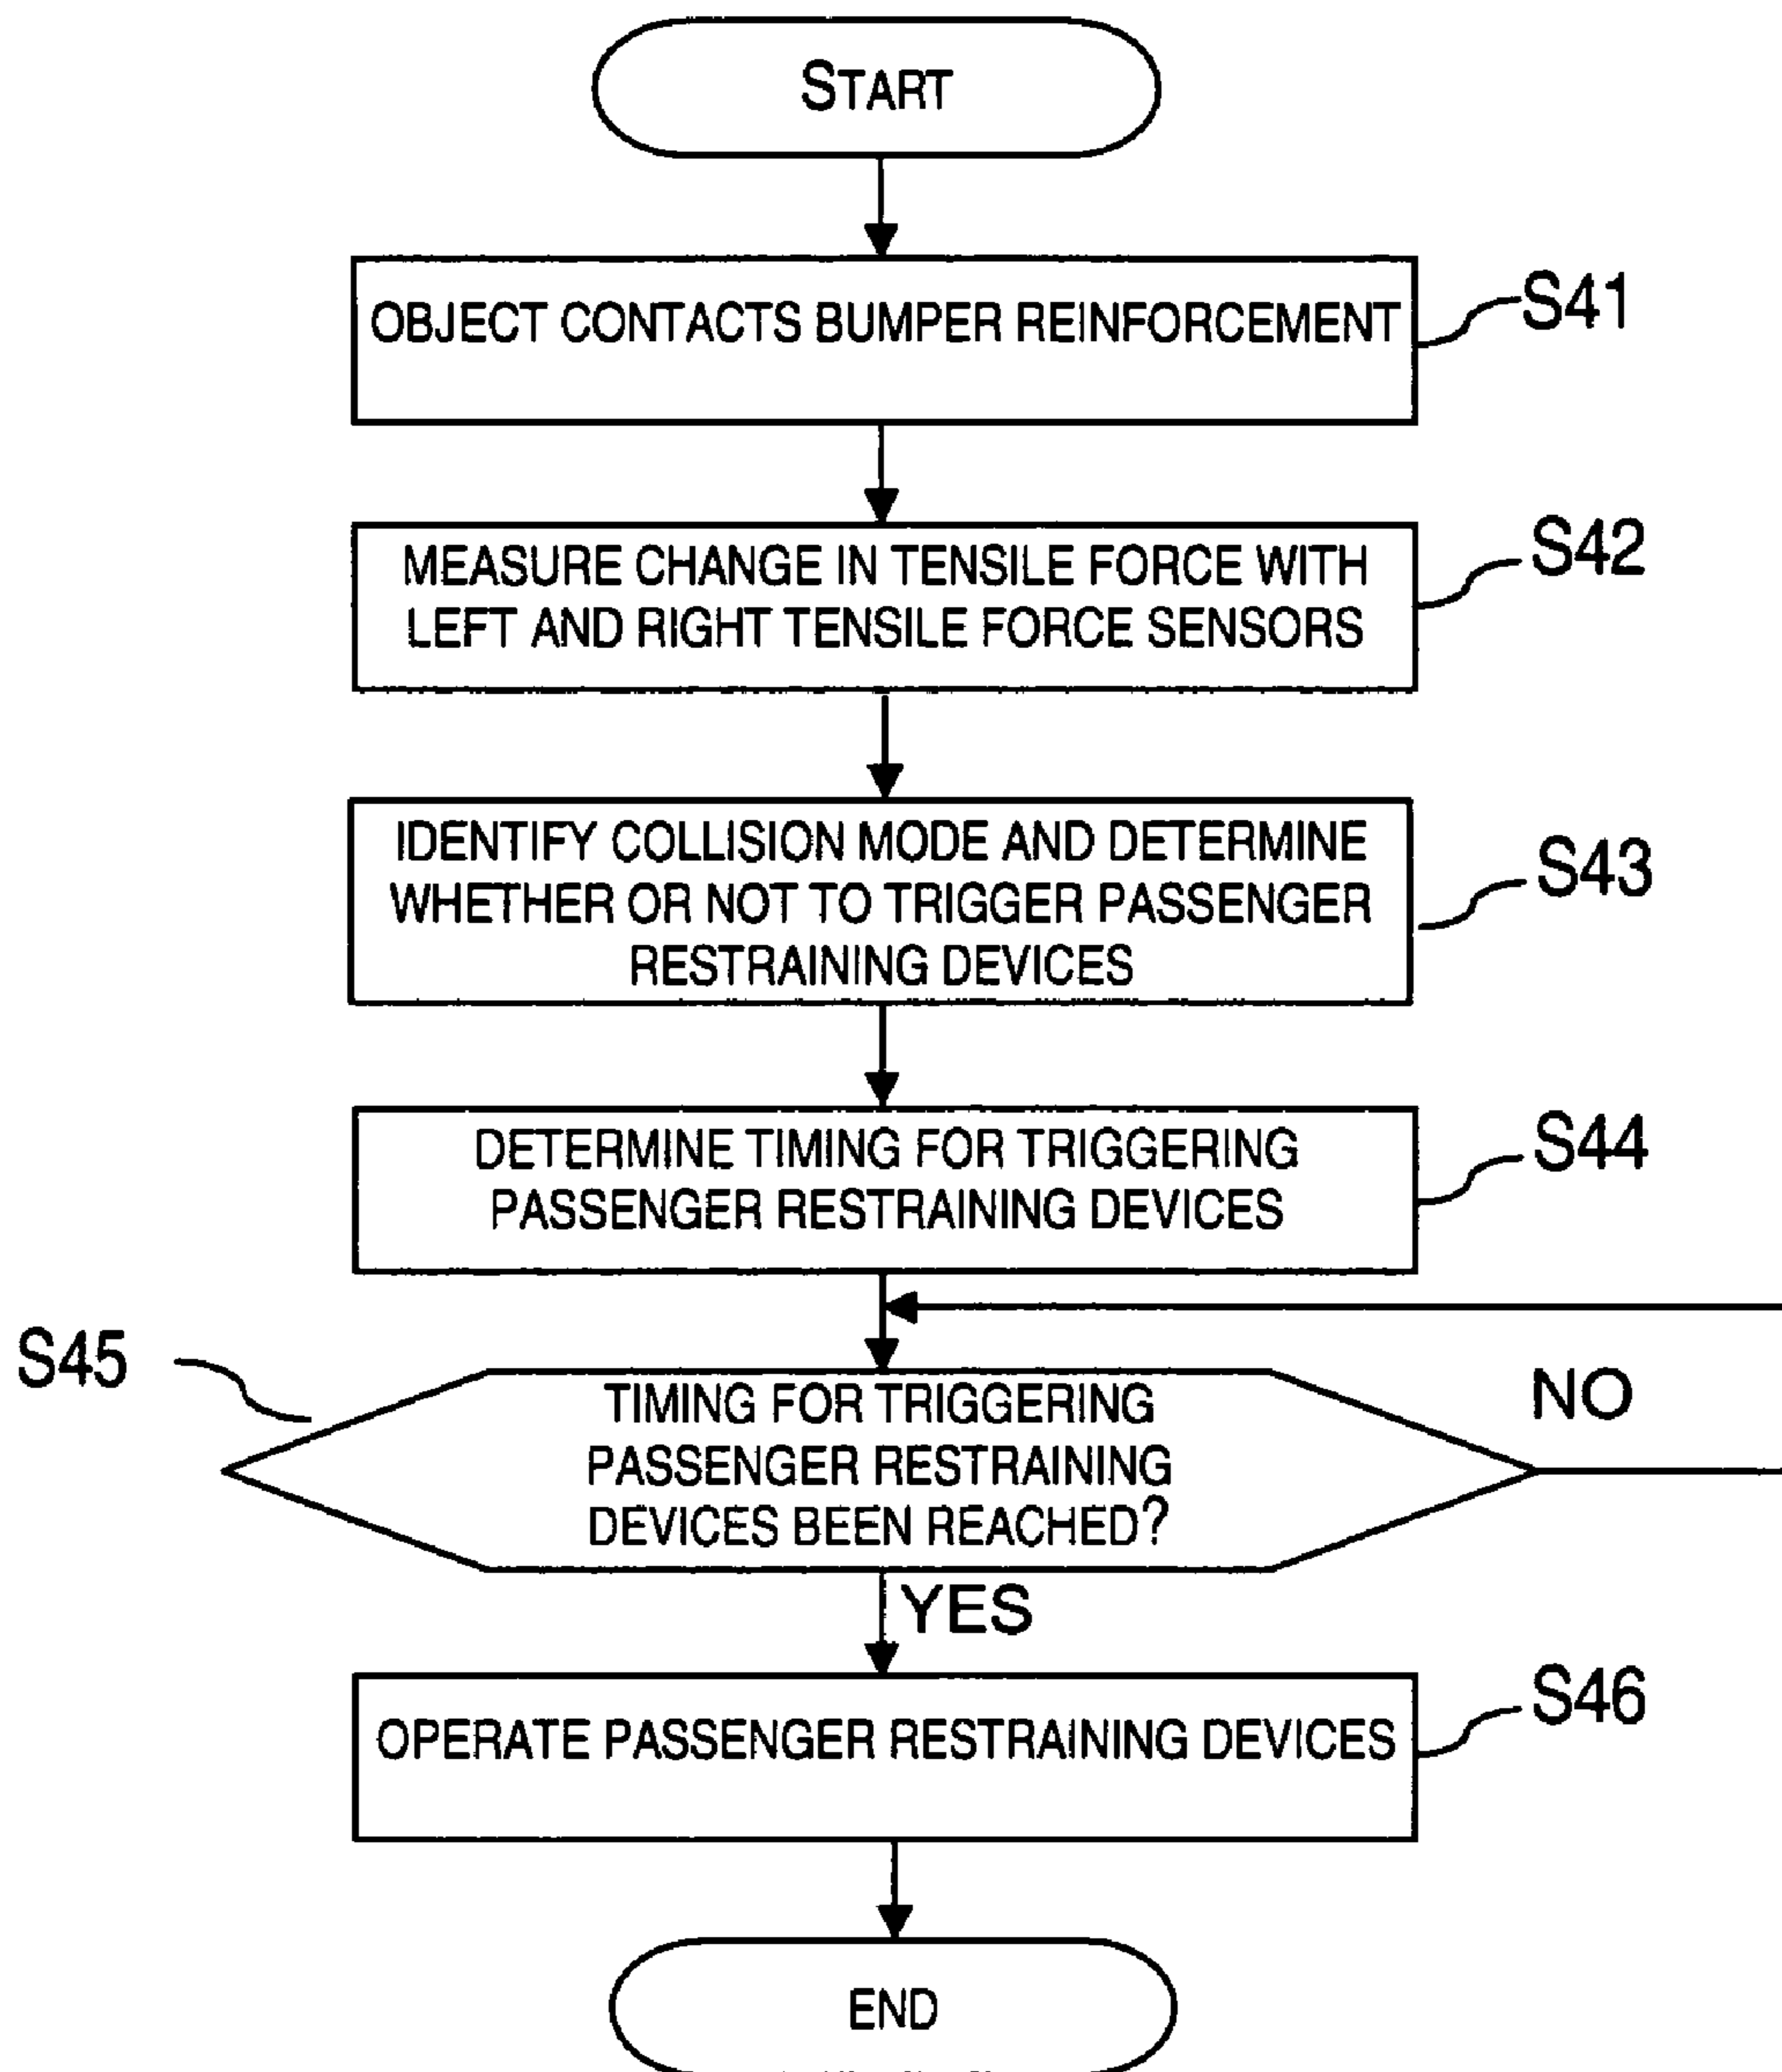 START
OBJECT CONTACTS BUMPER REINFORCEMENT
S41
MEASURE CHANGE IN TENSILE FORCE WITH
LEFT AND RIGHT TENSILE FORCE SENSORS
S42
IDENTIFY COLLISION MODE AND DETERMINE
WHETHER OR NOT TO TRIGGER PASSENGER
RESTRAINING DEVICES
S43
DETERMINE TIMING FOR TRIGGERING
PASSENGER RESTRAINING DEVICES
S44
S45
TIMING FOR TRIGGERING
PASSENGER RESTRAINING
DEVICES BEEN REACHED?
NO
YES
OPERATE PASSENGER RESTRAINING DEVICES
S46
END